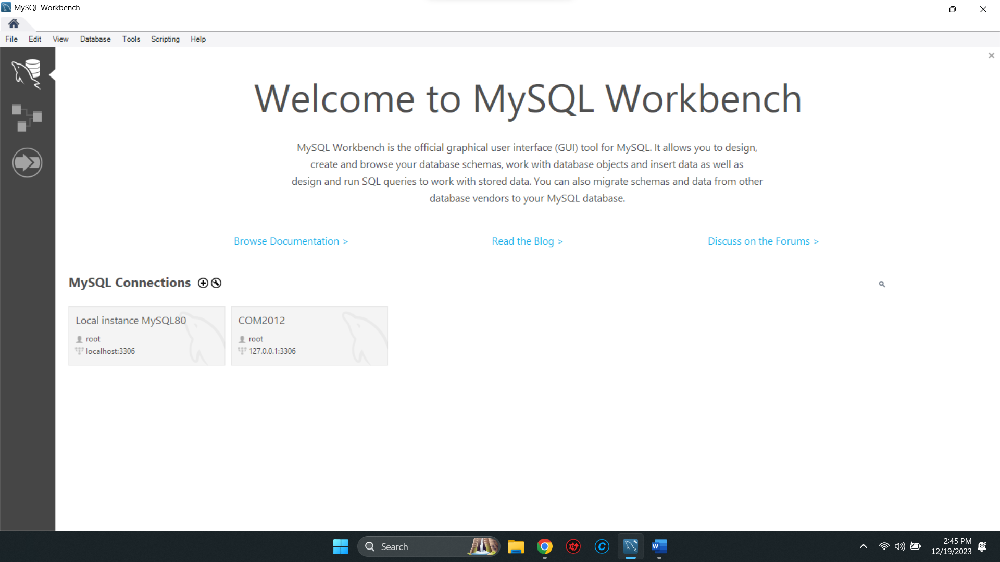 MySQL Workbench
File Edit View Database Tools Scripting Help
Welcome to MySQL Workbench
MySQL Workbench is the official graphical user interface (GUI) tool for MySQL. It allows you to design,
create and browse your database schemas, work with database objects and insert data as well as
design and run SQL queries to work with stored data. You can also migrate schemas and data from other
database vendors to your MySQL database.
Browse Documentation > Read the Blog > Discuss on the Forums >
MySQL Connections
Local instance MySQL80
root
localhost:3306
COM2012
root
127.0.0.1:3306
Search
2:45 PM
12/19/2023